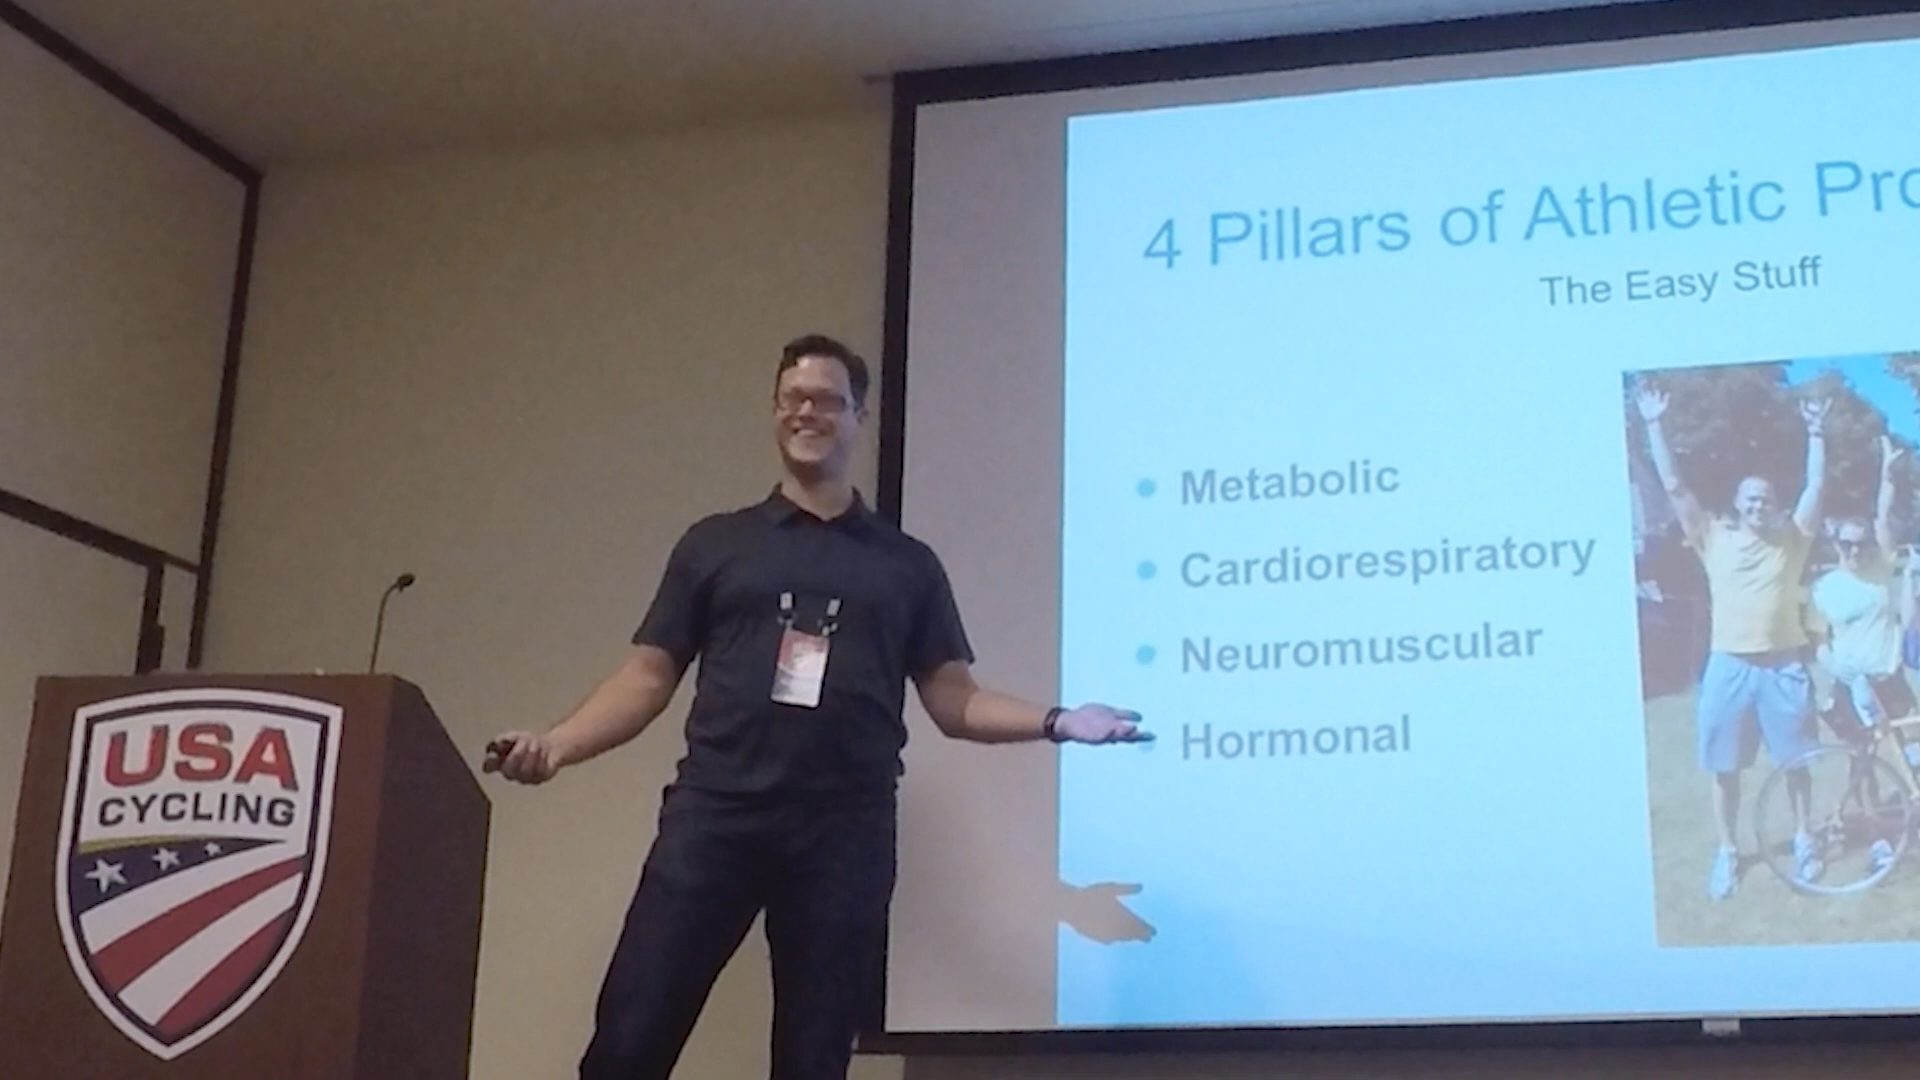 4 Pillars of Athletic Pro
The Easy Stuff
Metabolic
Cardiorespiratory
Neuromuscular
Hormonal
USA
CYCLING